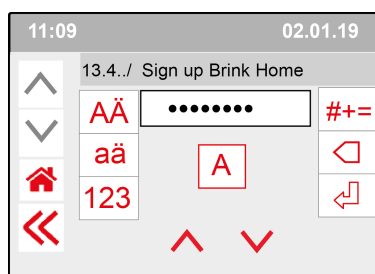 11:09 02.01.19
13.4../ Sign up Brink Home
AÄ •••••••• #+=
aä A
123